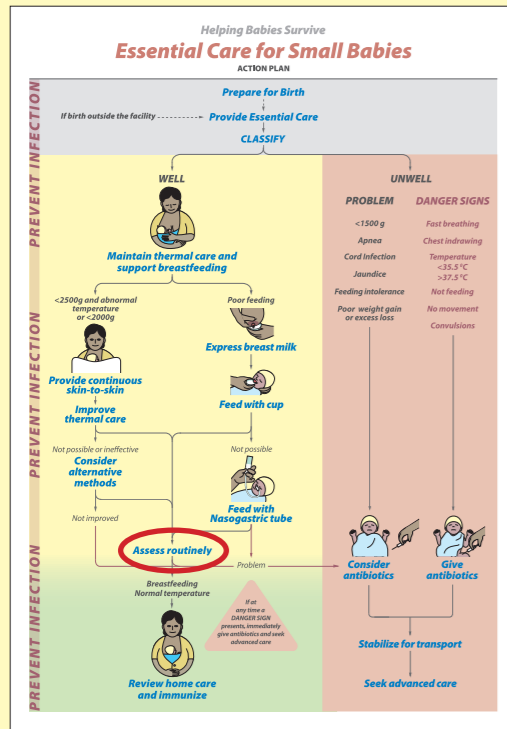 Helping Babies Survive
Essential Care for Small Babies
ACTION PLAN
PREVENT INFECTION
PREVENT INFECTION
PREVENT INFECTION
Prepare for Birth
If birth outside the facility
Provide Essential Care
CLASSIFY
WELL
Maintain thermal care and
support breastfeeding
<2500g and abnormal
temperature
or <2000g
Provide continuous
skin-to-skin
Improve
thermal care
Not possible or ineffective
Consider
alternative
methods
Not improved
Poor feeding
Express breast milk
Feed with cup
Not possible
Feed with
Nasogastric tube
Assess routinely
Problem
Breastfeeding
Normal temperature
If at
any time a
DANGER SIGN
presents, immediately
give antibiotics and seek
advanced care
Review home care
and immunize
UNWELL
PROBLEM
<1500 g
Apnea
Cord Infection
Jaundice
Feeding intolerance
Poor weight gain
or excess loss
DANGER SIGNS
Fast breathing
Chest indrawing
Temperature
<35.5 °C
>37.5 °C
Not feeding
No movement
Convulsions
Consider
antibiotics
Give
antibiotics
Stabilize for transport
Seek advanced care